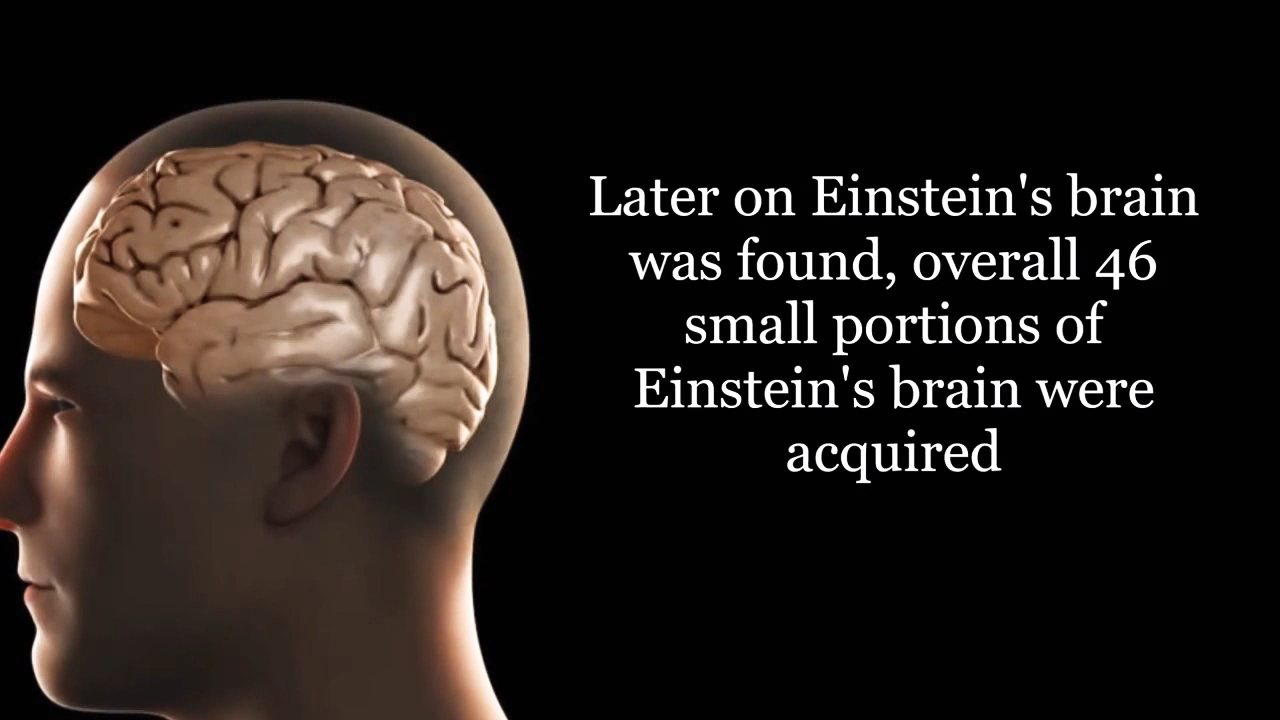 Later on Einstein's brain
was found, overall 46
small portions of
Einstein's brain were
acquired